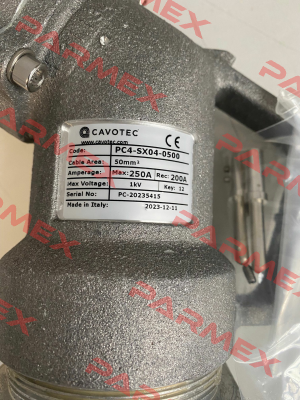 CAVOTEC CE
www.cavotec.com
Code: PC4-SX04-0500
Cable Area: 50mm²
Amperage: Max: 250A Rec: 200A
Max Voltage: 1kV Key: 12
Serial No: PC-20235415
Made in Italy: 2023-12-11
PARMEX
PARMEX
PARMEX
PARMEX
PARMEX
PARMEX